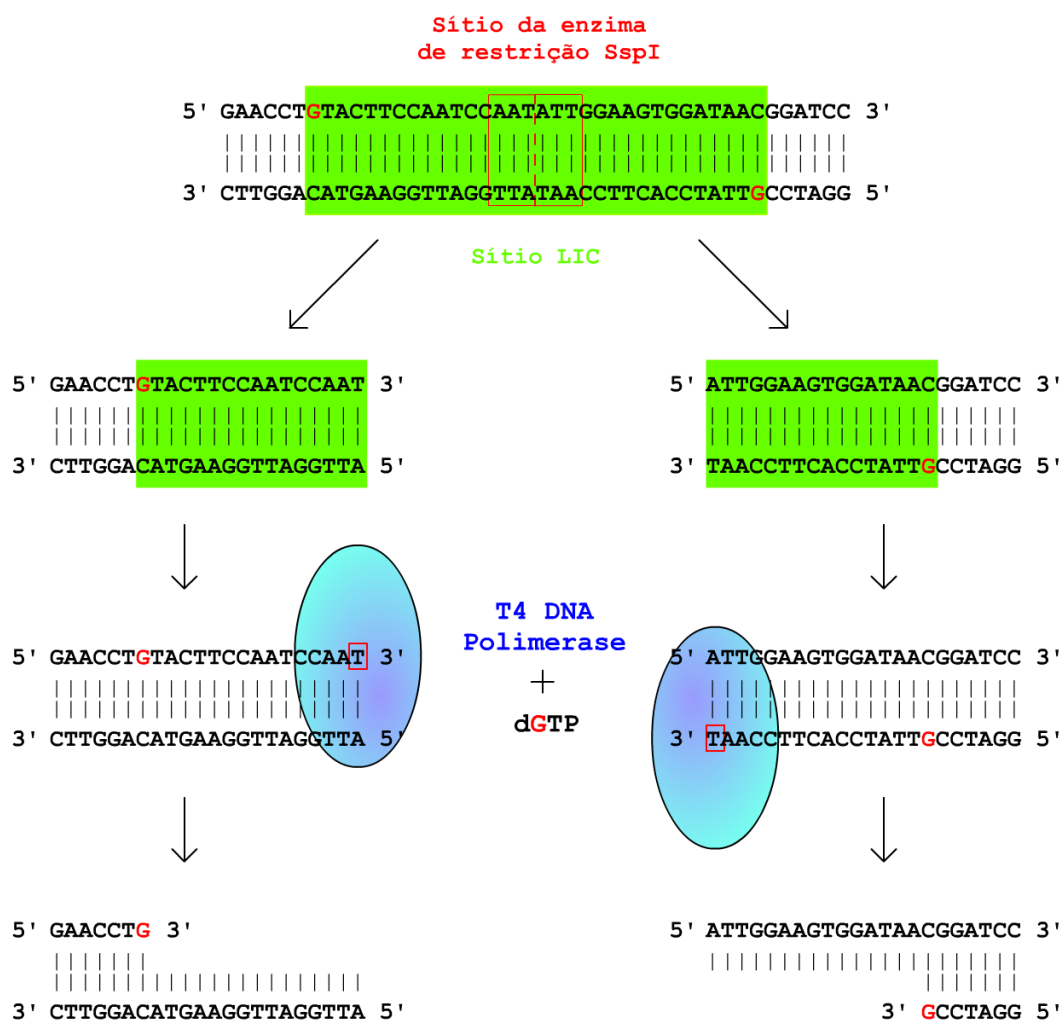 Sítio da enzima
de restrição SspI
5' GAACCTGTACTTCCAATCCAATATTGGAAGTGGATAACGGATCC 3'
3' CTTGGACATGAAGGTTAGGTTATAACCTTCACCTATTGCCTAGG 5'
Sítio LIC
5' GAACCTGTACTTCCAATCCAAT 3'
3' CTTGGACATGAAGGTTAGGTTA 5'
5' ATTGGAAGTGGATAACGGATCC 3'
3' TAACCTTCACCTATTGCCTAGG 5'
T4 DNA
Polimerase
+
dGTP
5' GAACCTGTACTTCCAATCCAAT 3'
3' CTTGGACATGAAGGTTAGGTTA 5'
5' ATTGGAAGTGGATAACGGATCC 3'
3' TAACCTTCACCTATTGCCTAGG 5'
5' GAACCTG 3'
3' CTTGGACATGAAGGTTAGGTTA 5'
5' ATTGGAAGTGGATAACGGATCC 3'
3' GCCTAGG 5'